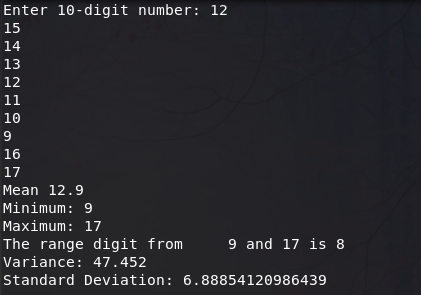 Enter 10-digit number: 12
15
14
13
12
11
10
9
16
17
Mean 12.9
Minimum: 9
Maximum: 17
The range digit from     9 and 17 is 8
Variance: 47.452
Standard Deviation: 6.88854120986439